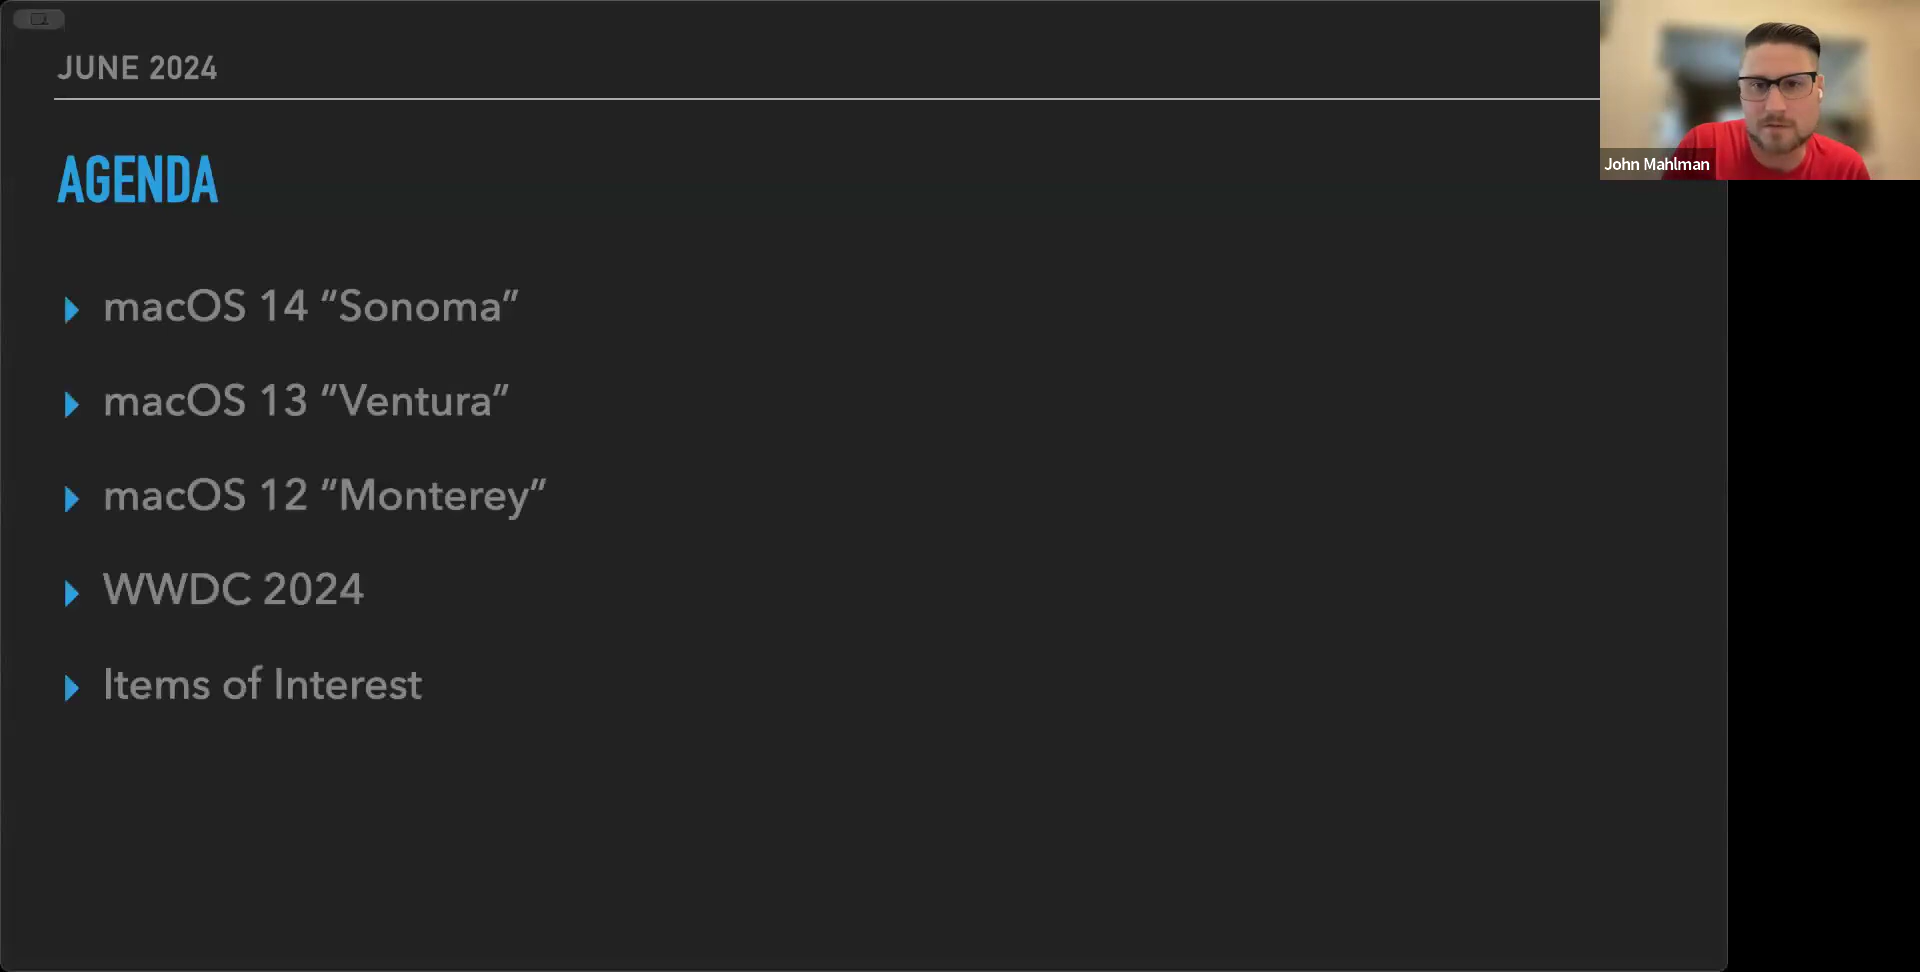 JUNE 2024
John Mahlman
AGENDA
macOS 14 “Sonoma”
macOS 13 “Ventura”
macOS 12 “Monterey”
WWDC 2024
Items of Interest